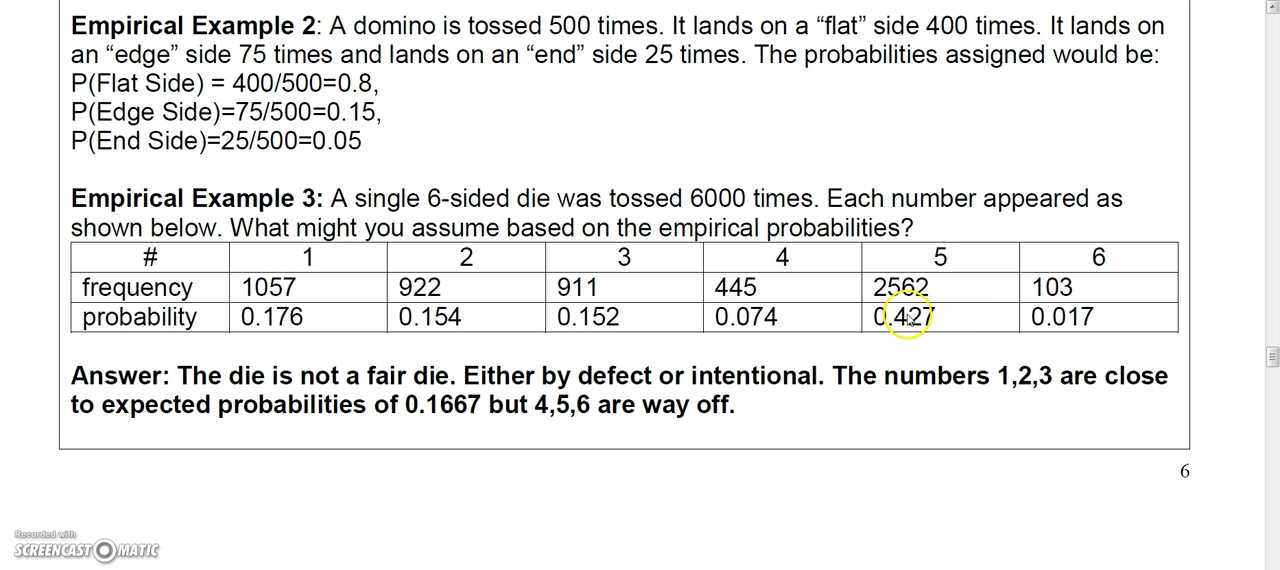 Empirical Example 2: A domino is tossed 500 times. It lands on a “flat” side 400 times. It lands on
an “edge” side 75 times and lands on an “end” side 25 times. The probabilities assigned would be:
P(Flat Side) = 400/500=0.8,
P(Edge Side)=75/500=0.15,
P(End Side)=25/500=0.05
Empirical Example 3: A single 6-sided die was tossed 6000 times. Each number appeared as
shown below. What might you assume based on the empirical probabilities?
# 1 2 3 4 5 6
frequency 1057 922 911 445 2562 103
probability 0.176 0.154 0.152 0.074 0.427 0.017
Answer: The die is not a fair die. Either by defect or intentional. The numbers 1,2,3 are close
to expected probabilities of 0.1667 but 4,5,6 are way off.
6
Recorded with
SCREENCAST-O-MATIC